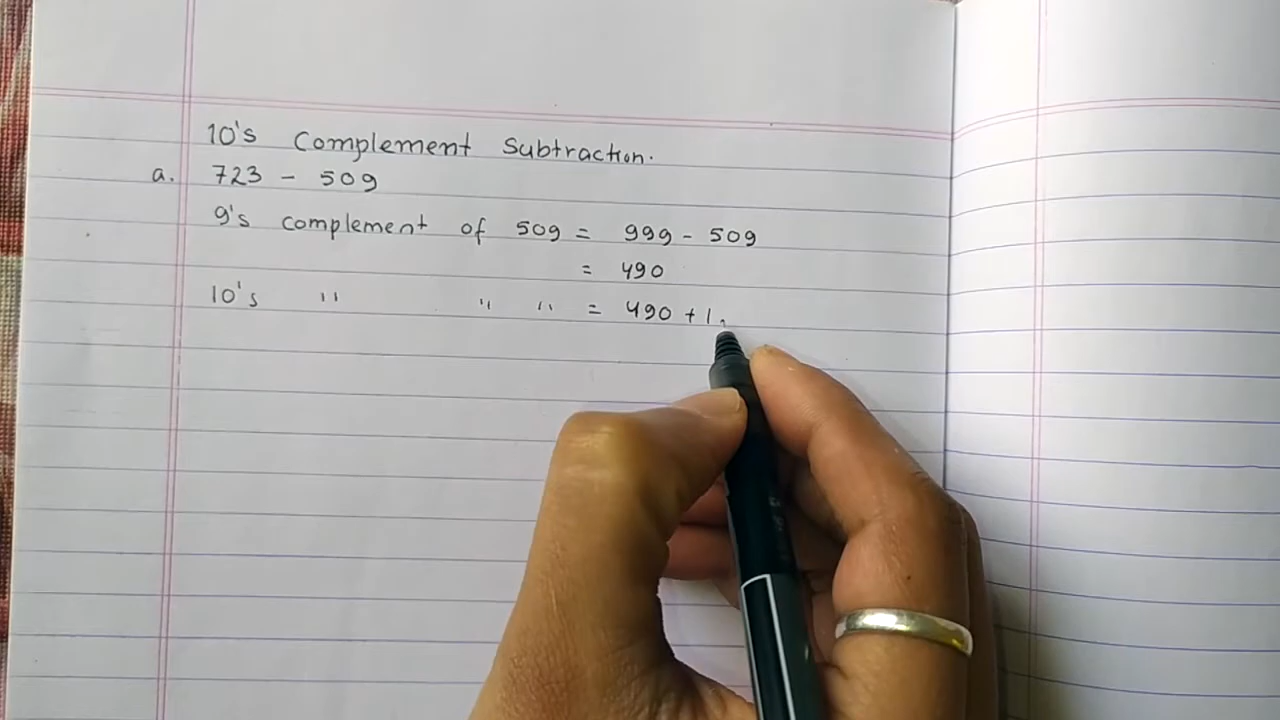 10's Complement Subtraction.
a. 723 - 509
9's complement of 509 = 999 - 509
= 490
10's " " " = 490 + 1